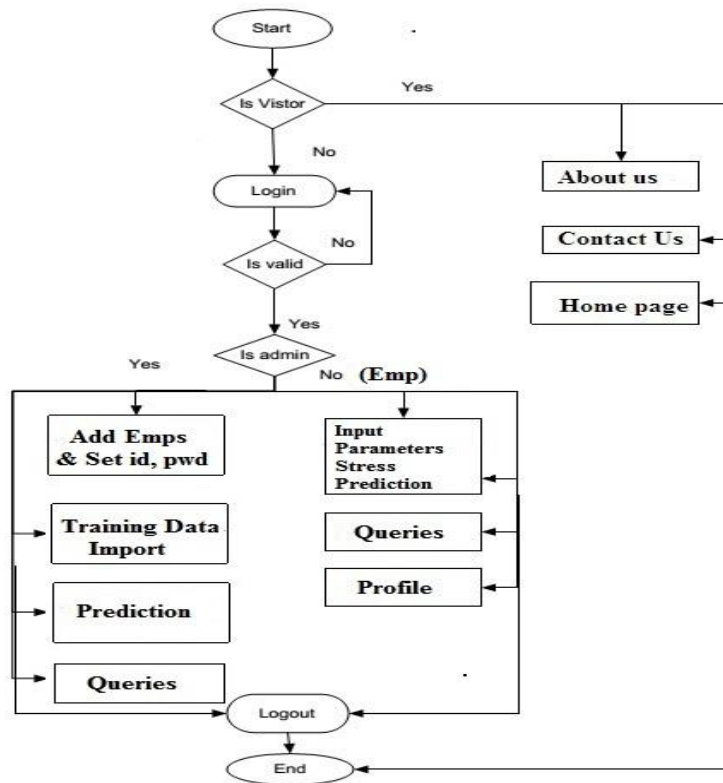 Start
Is Vistor
Yes
No
About us
Login
Contact Us
No
Is valid
Home page
Yes
Is admin
Yes
No (Emp)
Add Emps
& Set id, pwd
Training Data
Import
Prediction
Queries
Input
Parameters
Stress
Prediction
Queries
Profile
Logout
End